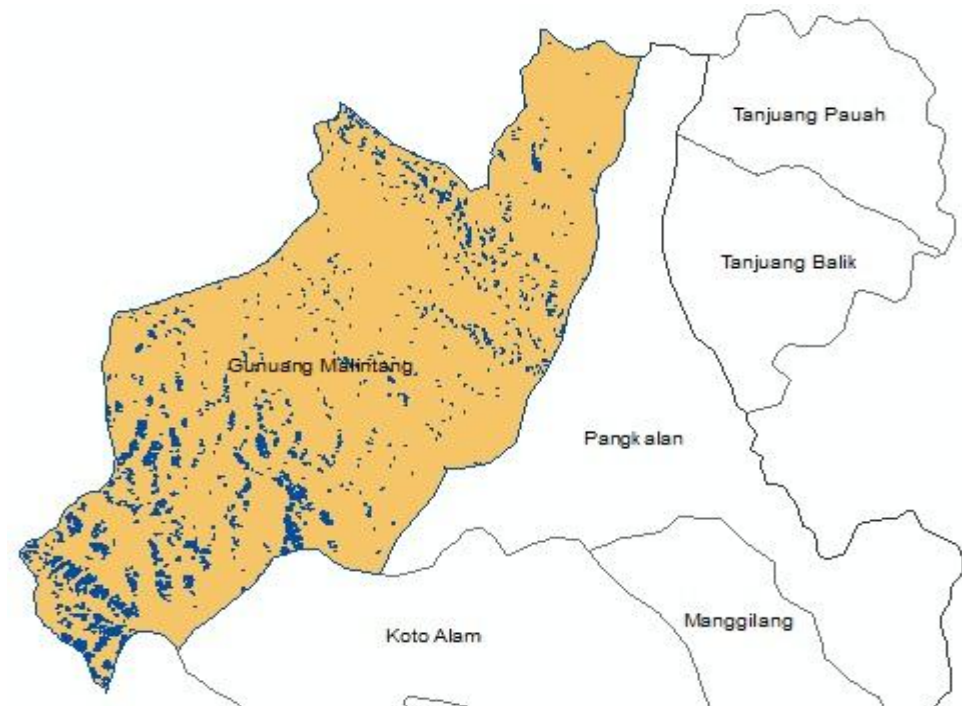 Tanjuang Pauah
Tanjuang Balik
Gunuang Malintang
Pangkalan
Manggilang
Koto Alam